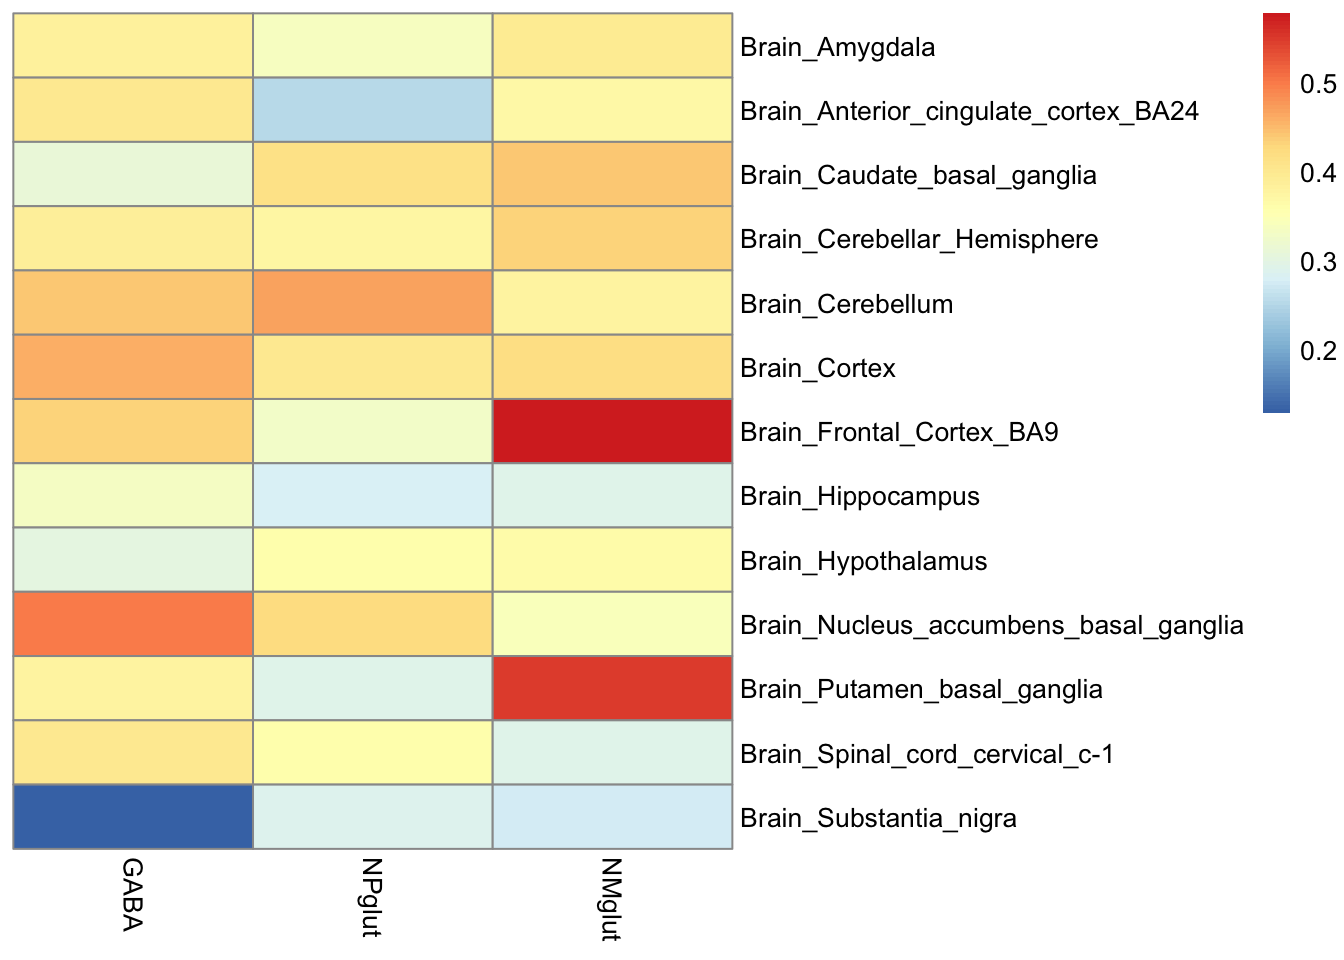 Brain_Amygdala
Brain_Anterior_cingulate_cortex_BA24
Brain_Caudate_basal_ganglia
Brain_Cerebellar_Hemisphere
Brain_Cerebellum
Brain_Cortex
Brain_Frontal_Cortex_BA9
Brain_Hippocampus
Brain_Hypothalamus
Brain_Nucleus_accumbens_basal_ganglia
Brain_Putamen_basal_ganglia
Brain_Spinal_cord_cervical_c-1
Brain_Substantia_nigra
GABA
NPglut
NMglut
0.5
0.4
0.3
0.2